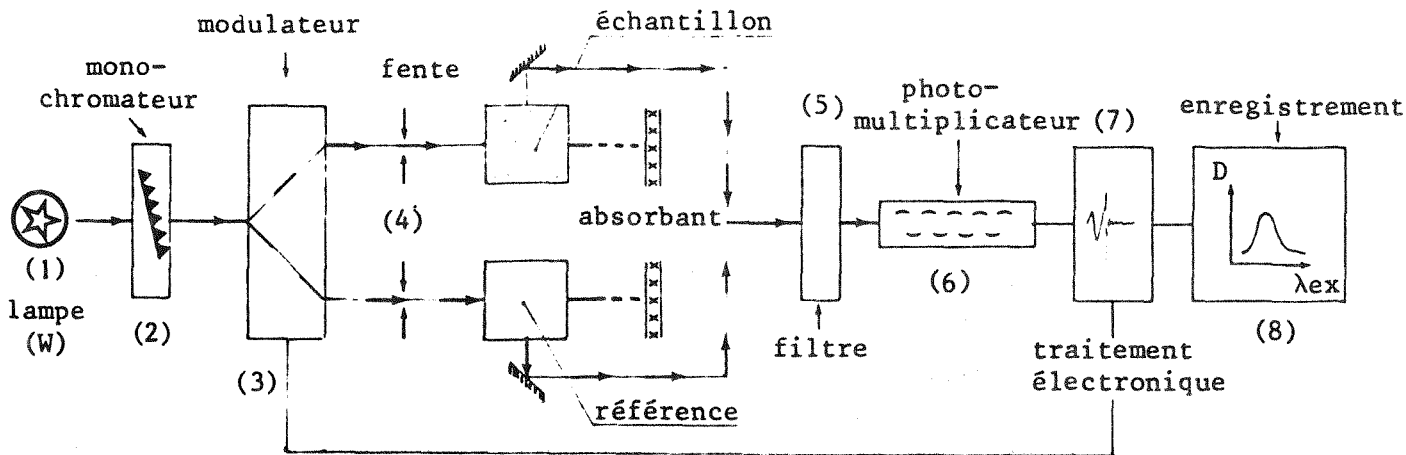 échantillon
modulateur
fente
mono-
chromateur
(5)
photo-
multiplicateur
(7)
enregistrement
D
λex
(4)
absorbant
(1)
lampe
(W)
(2)
(3)
(6)
filtre
traitement
électronique
(8)
référence